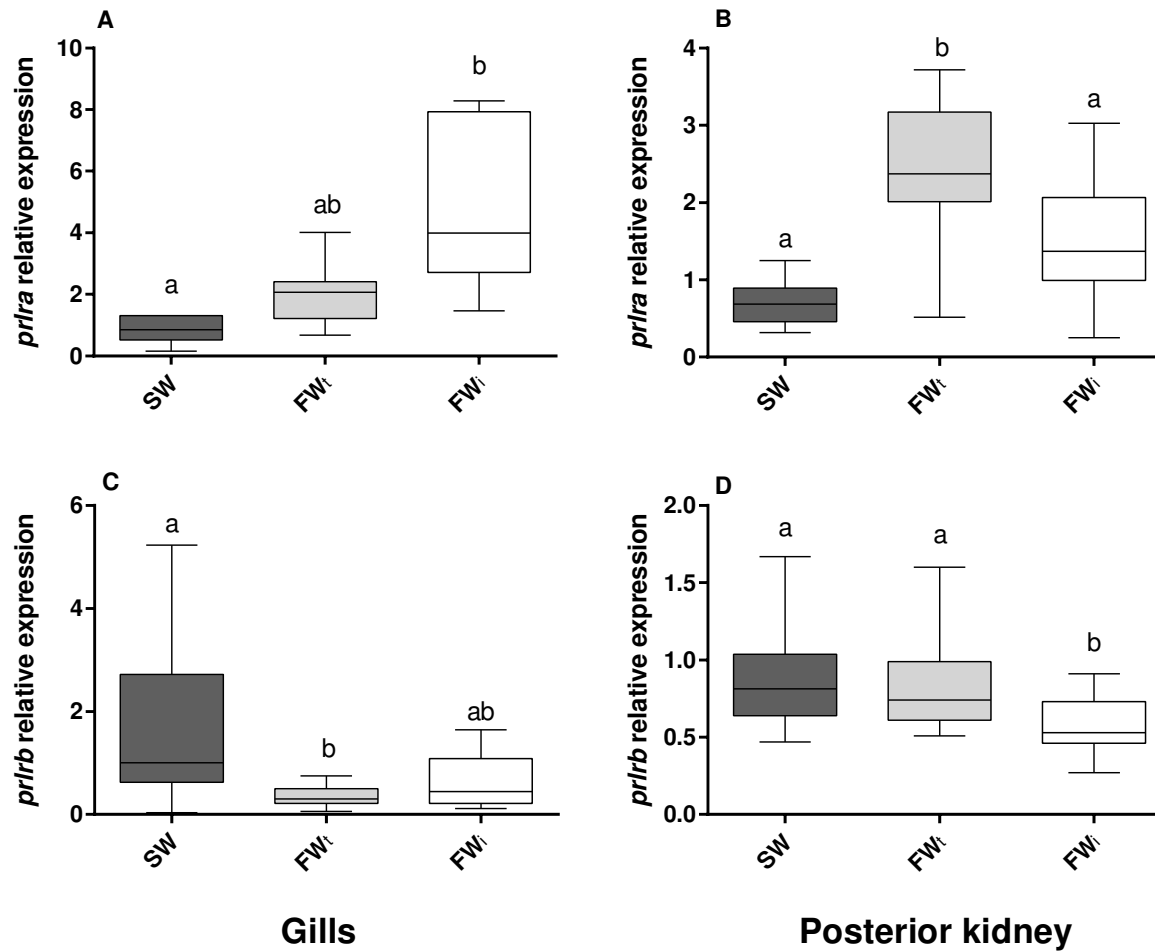 A
prlra relative expression
10
8
6
4
2
0
a
ab
b
SW
FWt
FWi
B
prlra relative expression
4
3
2
1
0
a
b
a
SW
FWt
FWi
C
prlrb relative expression
6
4
2
0
a
b
ab
SW
FWt
FWi
D
prlrb relative expression
2.0
1.5
1.0
0.5
0.0
a
a
b
SW
FWt
FWi
Gills
Posterior kidney